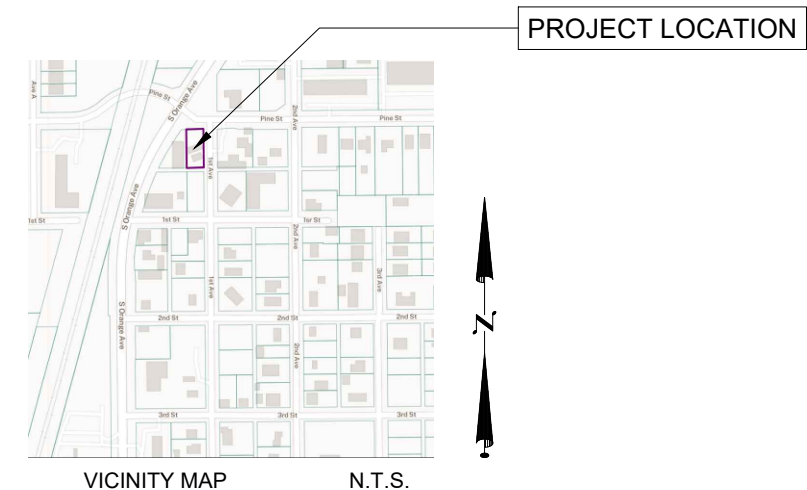 PROJECT LOCATION
Ave A
Pine St
S Orange Ave
2nd Ave
Pine St
Pine St
1st Ave
S Orange Ave
1st St
1st St
1st St
2nd Ave
1st Ave
3rd Ave
S Orange Ave
2nd St
2nd St
2nd St
2nd Ave
3rd St
3rd St
3rd St
N
VICINITY MAP N.T.S.